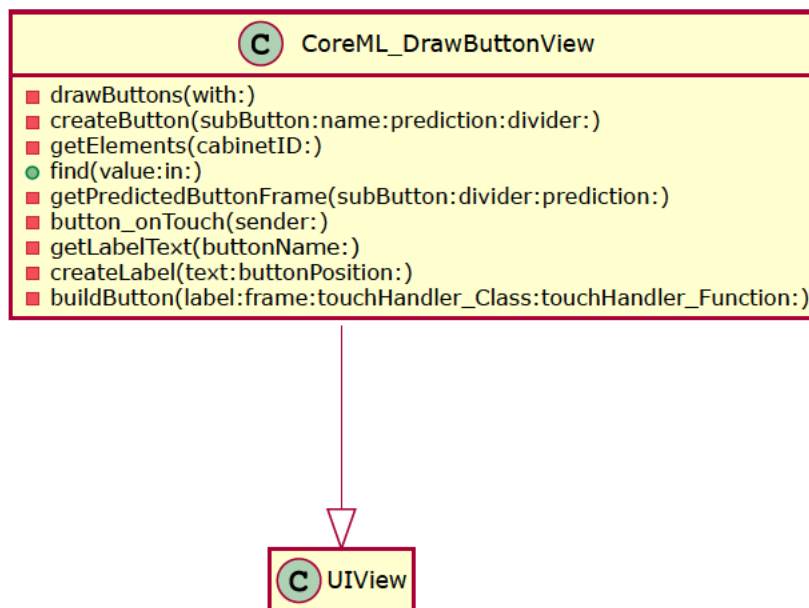 C CoreML_DrawButtonView
drawButtons(with:)
createButton(subButton:name:prediction:divider:)
getElements(cabinetID:)
find(value:in:)
getPredictedButtonFrame(subButton:divider:prediction:)
button_onTouch(sender:)
getLabelText(buttonName:)
createLabel(text:buttonPosition:)
buildButton(label:frame:touchHandler_Class:touchHandler_Function:)
C UIView